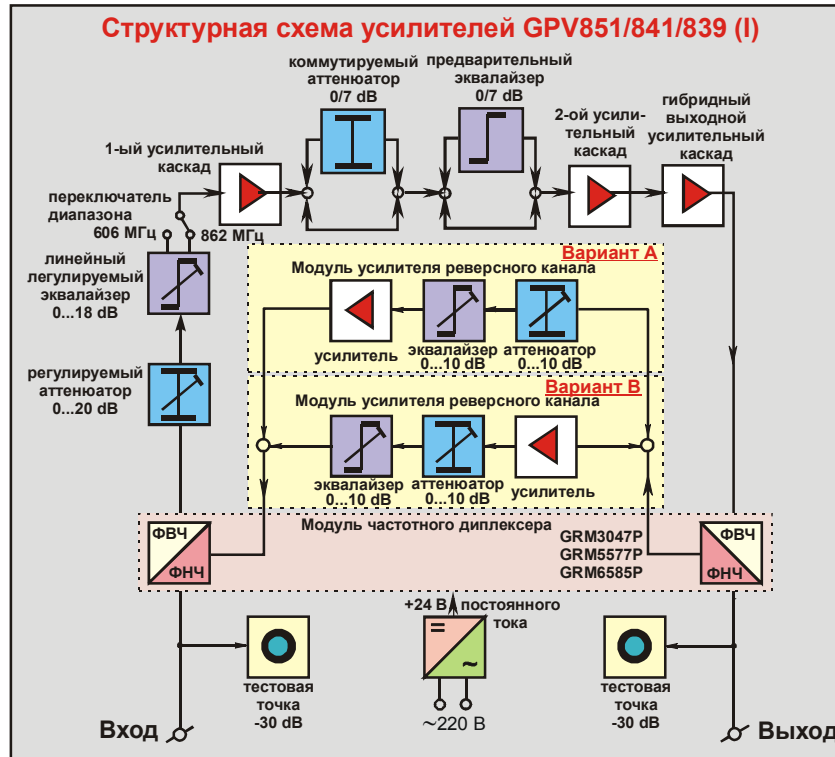 Структурная схема усилителей GPV851/841/839 (I)
коммутируемый
аттенюатор
0/7 dB
предварительный
эквалайзер
0/7 dB
2-ой усили-
тельный
каскад
гибридный
выходной
усилительный
каскад
1-ый усилительный
каскад
переключатель
диапазона
606 МГц
862 МГц
линейный
легулируемый
эквалайзер
0...18 dB
регулируемый
аттенюатор
0...20 dB
Вариант А
Модуль усилителя реверсного канала
усилитель
эквалайзер
0...10 dB
аттенюатор
0...10 dB
Вариант В
Модуль усилителя реверсного канала
эквалайзер
0...10 dB
аттенюатор
0...10 dB
усилитель
Модуль частотного диплексера
ФВЧ
ФНЧ
GRM3047P
GRM5577P
GRM6585P
ФВЧ
ФНЧ
+24 В постоянного
тока
=
~
~220 В
тестовая
точка
-30 dB
тестовая
точка
-30 dB
Вход
Выход